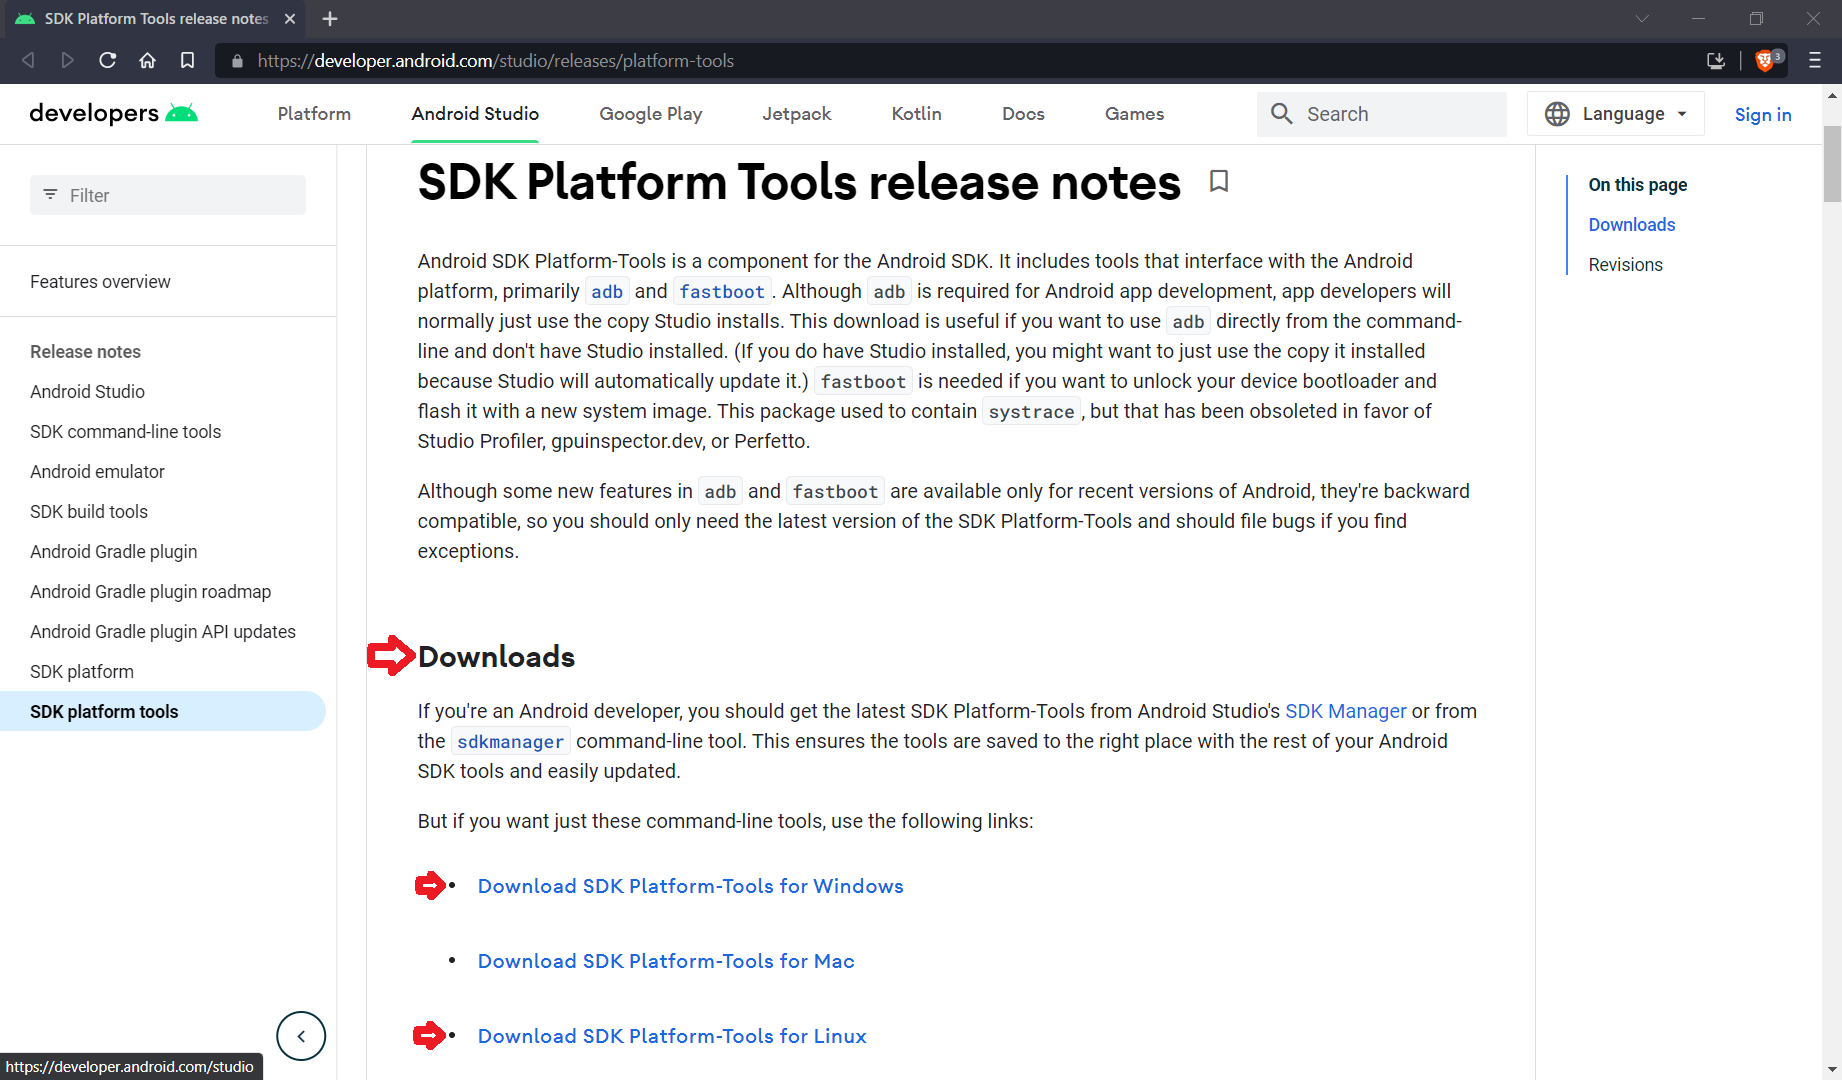 SDK Platform Tools release notes
https://developer.android.com/studio/releases/platform-tools
3
developers
Platform
Android Studio
Google Play
Jetpack
Kotlin
Docs
Games
Search
Language
Sign in
Filter
Features overview
Release notes
Android Studio
SDK command-line tools
Android emulator
SDK build tools
Android Gradle plugin
Android Gradle plugin roadmap
Android Gradle plugin API updates
SDK platform
SDK platform tools
SDK Platform Tools release notes
Android SDK Platform-Tools is a component for the Android SDK. It includes tools that interface with the Android
platform, primarily adb and fastboot. Although adb is required for Android app development, app developers will
normally just use the copy Studio installs. This download is useful if you want to use adb directly from the command-
line and don't have Studio installed. (If you do have Studio installed, you might want to just use the copy it installed
because Studio will automatically update it.) fastboot is needed if you want to unlock your device bootloader and
flash it with a new system image. This package used to contain systrace, but that has been obsoleted in favor of
Studio Profiler, gpuinspector.dev, or Perfetto.
Although some new features in adb and fastboot are available only for recent versions of Android, they're backward
compatible, so you should only need the latest version of the SDK Platform-Tools and should file bugs if you find
exceptions.
Downloads
If you're an Android developer, you should get the latest SDK Platform-Tools from Android Studio's SDK Manager or from
the sdkmanager command-line tool. This ensures the tools are saved to the right place with the rest of your Android
SDK tools and easily updated.
But if you want just these command-line tools, use the following links:
• Download SDK Platform-Tools for Windows
• Download SDK Platform-Tools for Mac
• Download SDK Platform-Tools for Linux
On this page
Downloads
Revisions
https://developer.android.com/studio